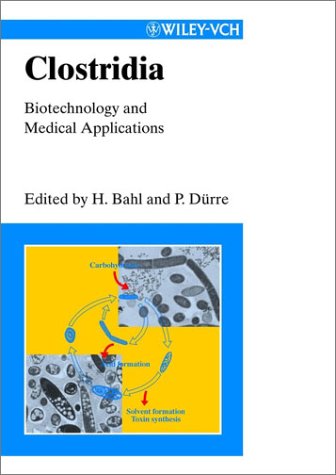 WILEY-VCH
Clostridia
Biotechnology and
Medical Applications
Edited by H. Bahl and P. Dürre
formation
Solvent formation
Toxin synthesis